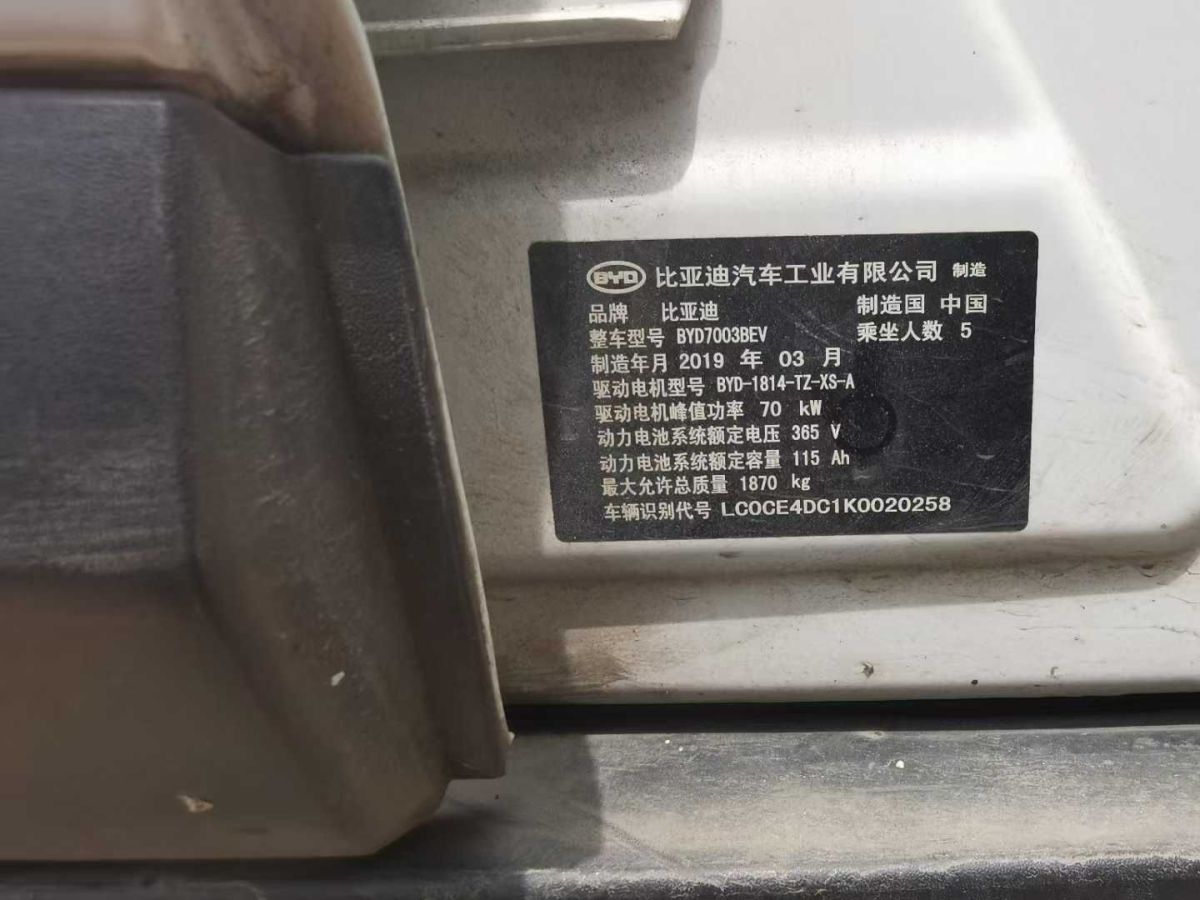 BYD 比亚迪汽车工业有限公司 制造
品牌 比亚迪 制造国 中国
整车型号 BYD7003BEV 乘坐人数 5
制造年月 2019 年 03 月
驱动电机型号 BYD-1814-TZ-XS-A
驱动电机峰值功率 70 kW
动力电池系统额定电压 365 V
动力电池系统额定容量 115 Ah
最大允许总质量 1870 kg
车辆识别代号 LC0CE4DC1K0020258